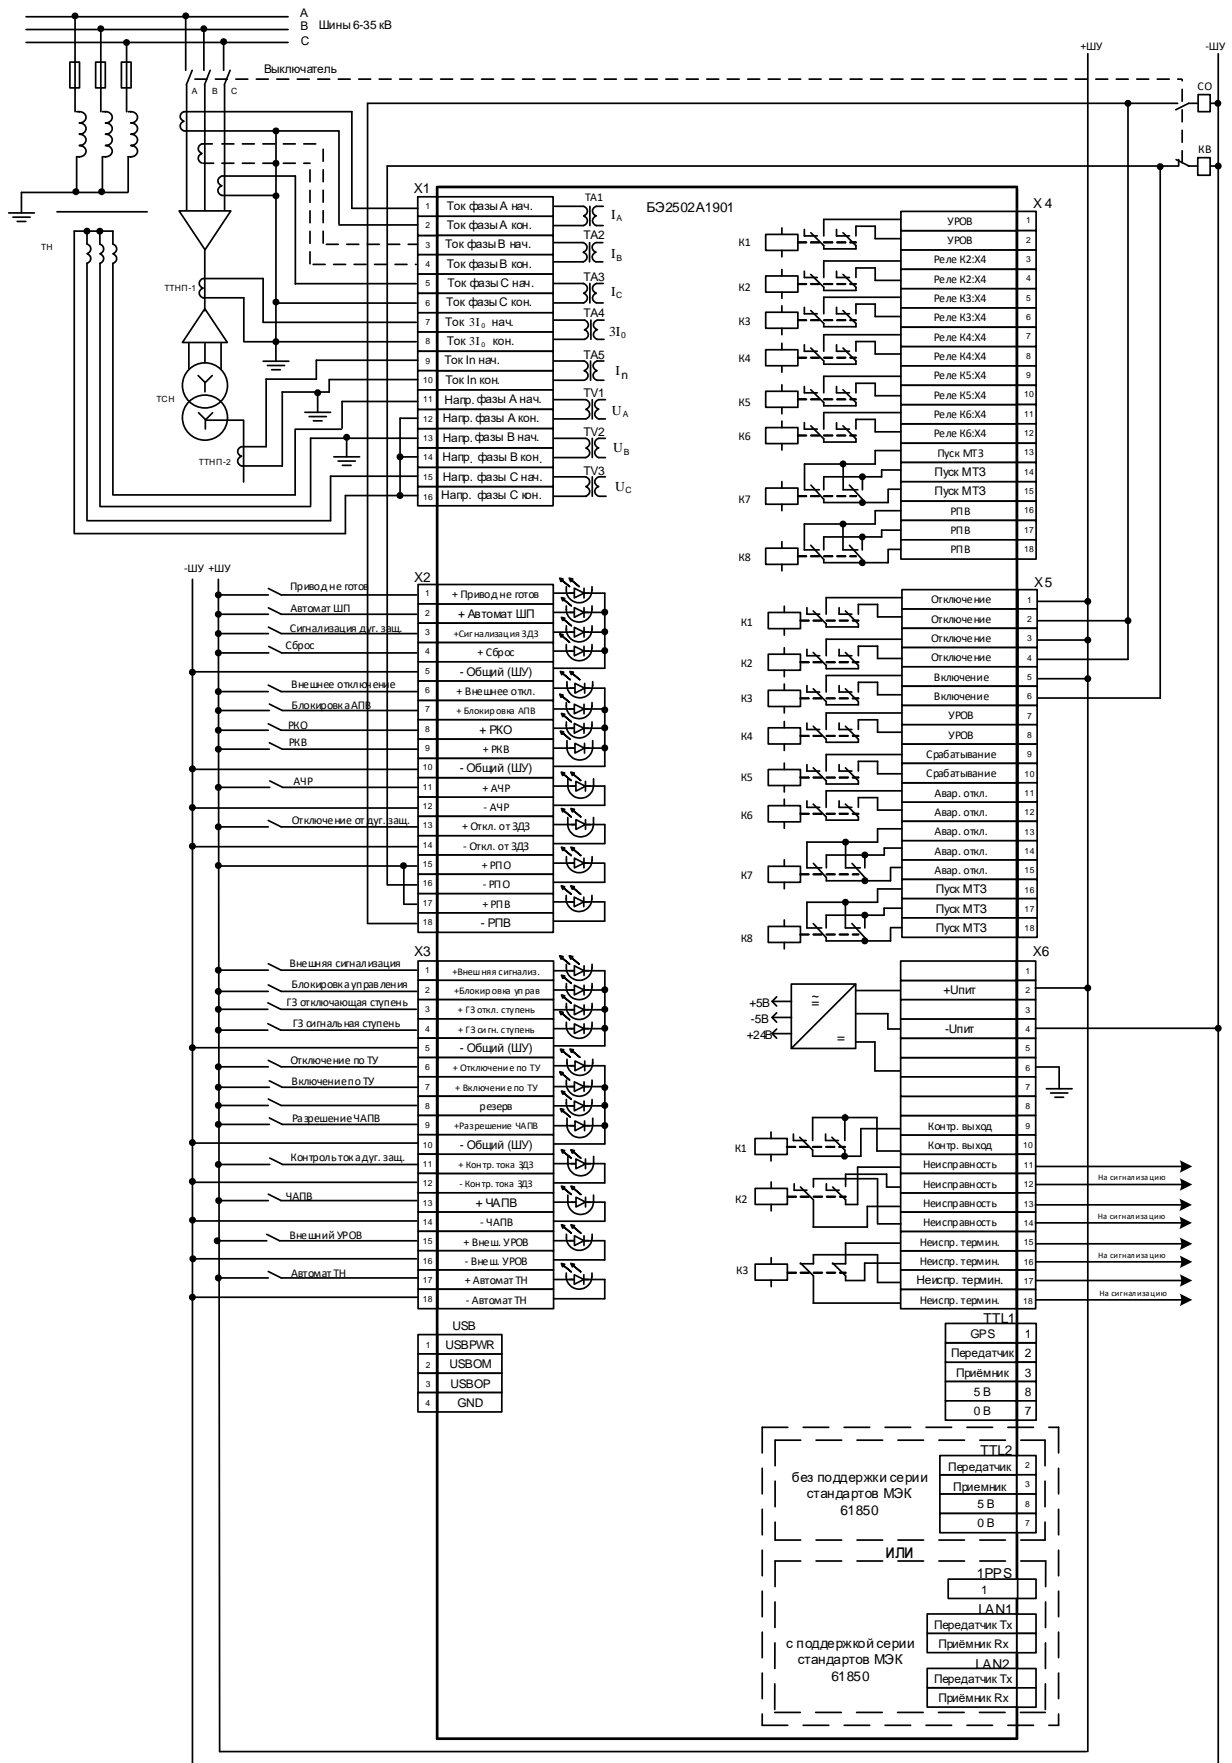 A
B
C
Шины 6-35 кВ
+ШУ
-ШУ
Выключатель
A
B
C
СО
КВ
ТН
ТТНП-1
ТСН
ТТНП-2
БЭ2502А1901
X1
1 Ток фазы А нач.
2 Ток фазы А кон.
3 Ток фазы В нач.
4 Ток фазы В кон.
5 Ток фазы С нач.
6 Ток фазы С кон.
7 Ток 3I0 нач.
8 Ток 3I0 кон.
9 Ток In нач.
10 Ток In кон.
11 Напр. фазы А нач.
12 Напр. фазы А кон.
13 Напр. фазы В нач.
14 Напр. фазы В кон.
15 Напр. фазы С нач.
16 Напр. фазы С кон.
TA1 IA
TA2 IB
TA3 IC
TA4 3I0
TA5 In
TV1 UA
TV2 UB
TV3 UC
X4
К1
К2
К3
К4
К5
К6
К7
К8
УРОВ 1
УРОВ 2
Реле К2:Х4 3
Реле К2:Х4 4
Реле К3:Х4 5
Реле К3:Х4 6
Реле К4:Х4 7
Реле К4:Х4 8
Реле К5:Х4 9
Реле К5:Х4 10
Реле К6:Х4 11
Реле К6:Х4 12
Пуск МТЗ 13
Пуск МТЗ 14
Пуск МТЗ 15
РПВ 16
РПВ 17
РПВ 18
-ШУ +ШУ
Привод не готов
Автомат ШП
Сигнализация дуг. защ.
Сброс
Внешнее отключение
Блокировка АПВ
РКО
РКВ
АЧР
Отключение от дуг. защ.
X2
1 + Привод не готов
2 + Автомат ШП
3 +Сигнализация ЗДЗ
4 + Сброс
5 - Общий (ШУ)
6 + Внешнее откл.
7 + Блокировка АПВ
8 + РКО
9 + РКВ
10 - Общий (ШУ)
11 + АЧР
12 - АЧР
13 + Откл. от ЗДЗ
14 - Откл. от ЗДЗ
15 + РПО
16 - РПО
17 + РПВ
18 - РПВ
X5
К1
К2
К3
К4
К5
К6
К7
К8
Отключение 1
Отключение 2
Отключение 3
Отключение 4
Включение 5
Включение 6
УРОВ 7
УРОВ 8
Срабатывание 9
Срабатывание 10
Авар. откл. 11
Авар. откл. 12
Авар. откл. 13
Авар. откл. 14
Авар. откл. 15
Пуск МТЗ 16
Пуск МТЗ 17
Пуск МТЗ 18
Внешняя сигнализация
Блокировка управления
ГЗ отключающая ступень
ГЗ сигнальная ступень
Отключение по ТУ
Включение по ТУ
Разрешение ЧАПВ
Контроль тока дуг. защ.
ЧАПВ
Внешний УРОВ
Автомат ТН
X3
1 +Внешняя сигнализ.
2 +Блокировка управ
3 + ГЗ откл. ступень
4 + ГЗ сигн. ступень
5 - Общий (ШУ)
6 + Отключение по ТУ
7 + Включение по ТУ
8 резерв
9 +Разрешение ЧАПВ
10 - Общий (ШУ)
11 + Контр. тока ЗДЗ
12 - Контр. тока ЗДЗ
13 + ЧАПВ
14 - ЧАПВ
15 + Внеш. УРОВ
16 - Внеш. УРОВ
17 + Автомат ТН
18 - Автомат ТН
X6
+5В
-5В
+24В
~
=
=
К1
К2
К3
1
+Uпит 2
3
-Uпит 4
5
6
7
8
Контр. выход 9
Контр. выход 10
Неисправность 11
Неисправность 12
Неисправность 13
Неисправность 14
Неиспр. термин. 15
Неиспр. термин. 16
Неиспр. термин. 17
Неиспр. термин. 18
На сигнализацию
На сигнализацию
На сигнализацию
На сигнализацию
USB
1 USBPWR
2 USBOM
3 USBOP
4 GND
TTL1
GPS 1
Передатчик 2
Приёмник 3
5 В 8
0 В 7
TTL2
Передатчик 2
Приемник 3
5 В 8
0 В 7
без поддержки серии
стандартов МЭК
61850
ИЛИ
1PPS
1
LAN1
Передатчик Tx
Приёмник Rx
LAN2
Передатчик Tx
Приёмник Rx
с поддержкой серии
стандартов МЭК
61850